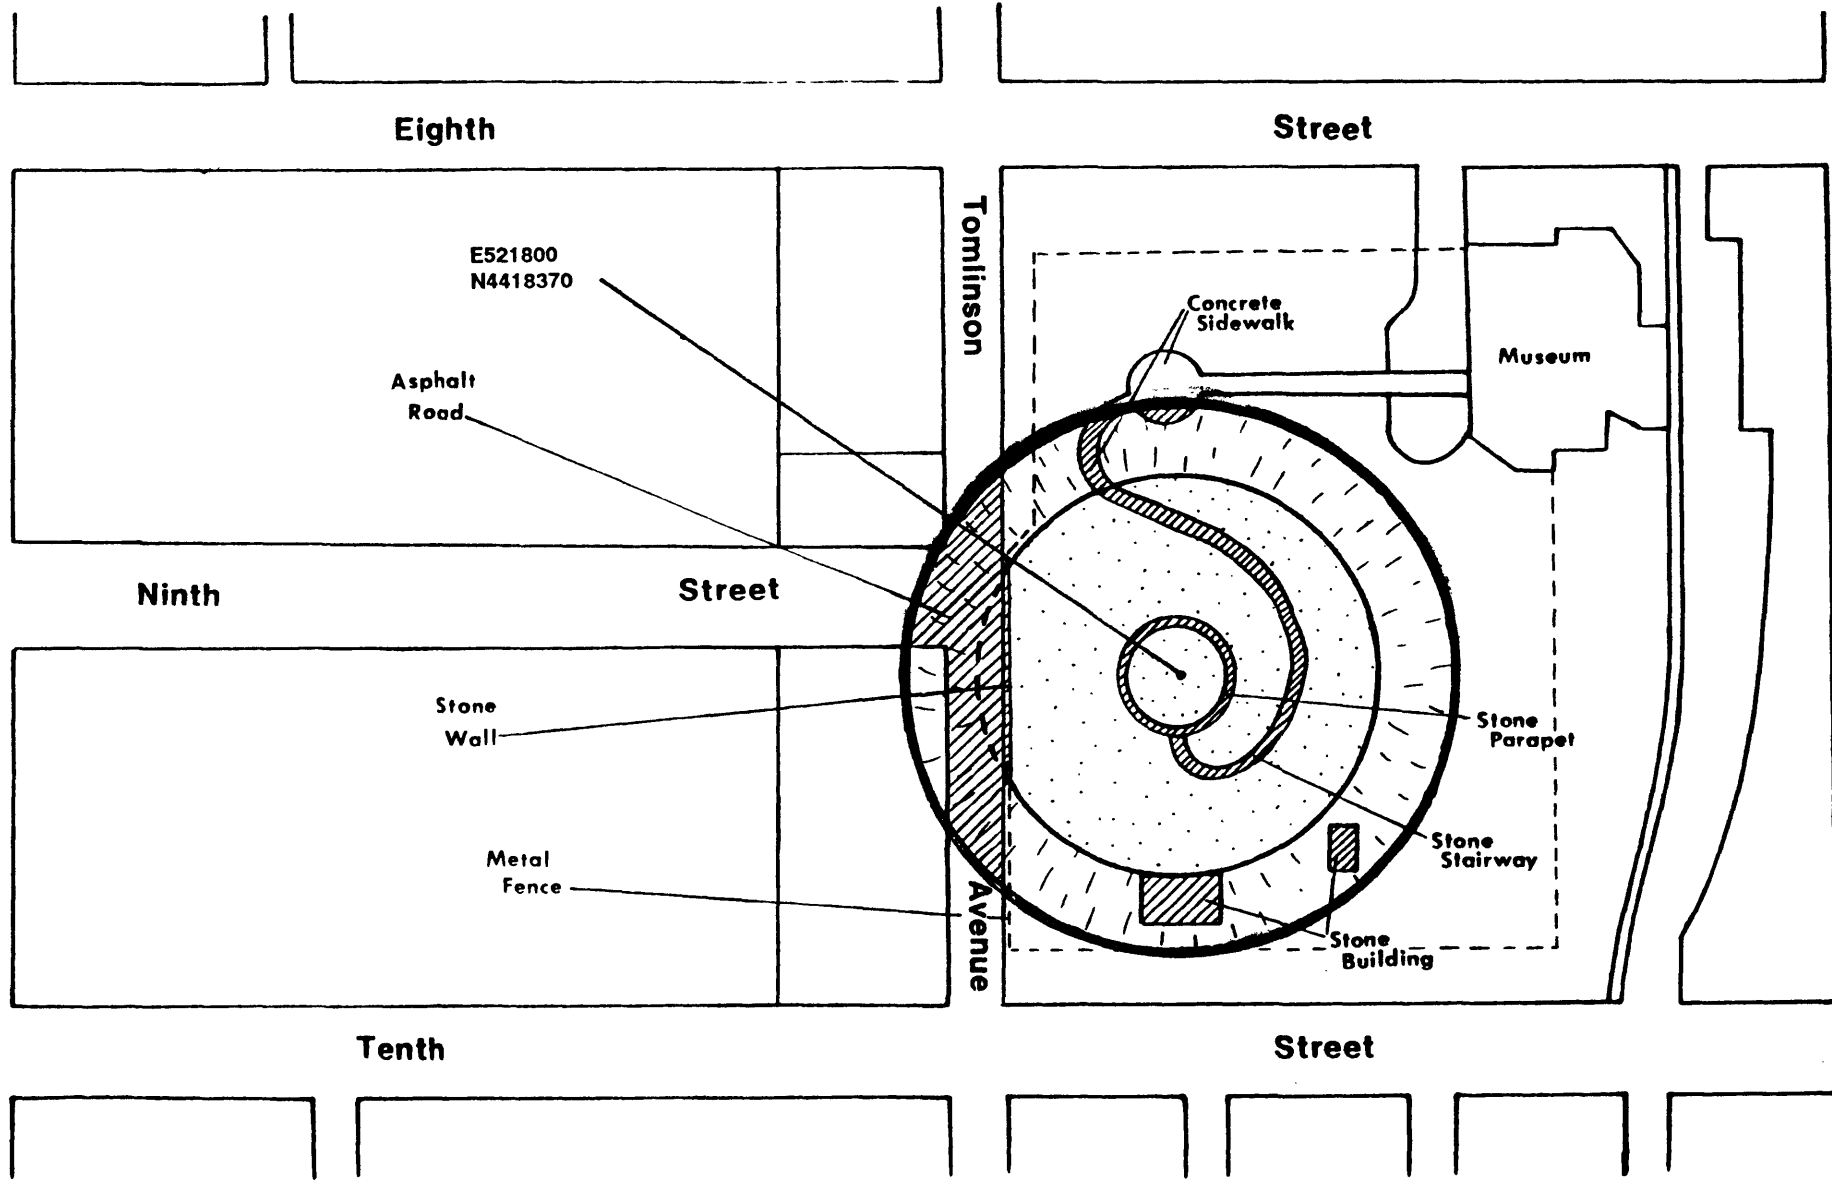 Eighth Street
Tomlinson
E521800
N4418370
Concrete
Sidewalk
Museum
Asphalt
Road
Ninth Street
Stone
Wall
Stone
Parapet
Stone
Stairway
Metal
Fence
Avenue
Stone
Building
Tenth Street